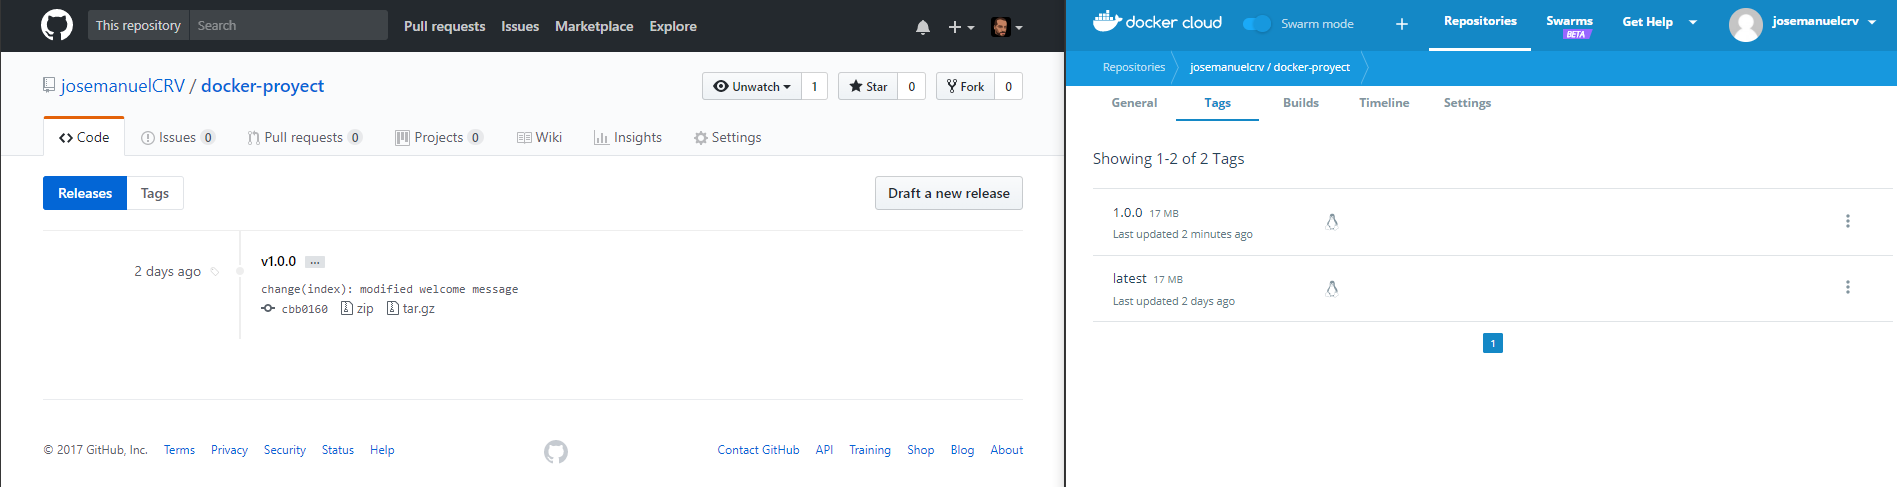 This repository Search Pull requests Issues Marketplace Explore
josemanuelCRV / docker-proyect
Unwatch 1 Star 0 Fork 0
Code Issues 0 Pull requests 0 Projects 0 Wiki Insights Settings
Releases Tags
Draft a new release
2 days ago
v1.0.0 ...
change(index): modified welcome message
cbb0160 zip tar.gz
© 2017 GitHub, Inc. Terms Privacy Security Status Help
Contact GitHub API Training Shop Blog About
docker cloud Swarm mode + Repositories Swarms Get Help josemanuelcrv
BETA
Repositories josemanuelcrv / docker-proyect
General Tags Builds Timeline Settings
Showing 1-2 of 2 Tags
1.0.0 17 MB
Last updated 2 minutes ago
latest 17 MB
Last updated 2 days ago
1